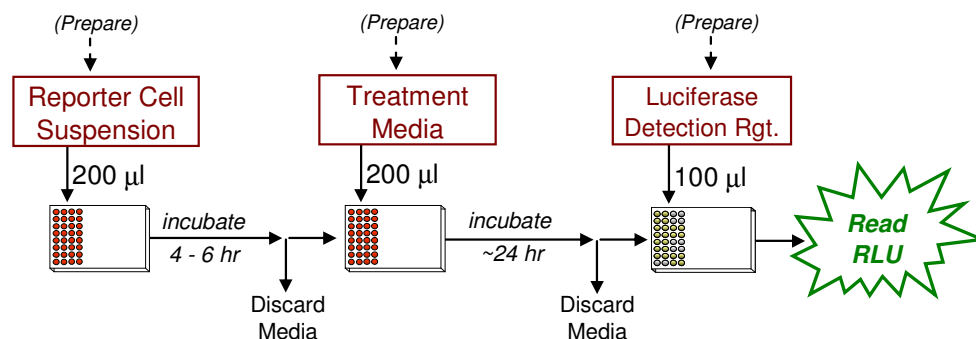 (Prepare)
(Prepare)
(Prepare)
Reporter Cell
Suspension
Treatment
Media
Luciferase
Detection Rgt.
200 µl
200 µl
100 µl
incubate
4 - 6 hr
incubate
~24 hr
Read
RLU
Discard
Media
Discard
Media